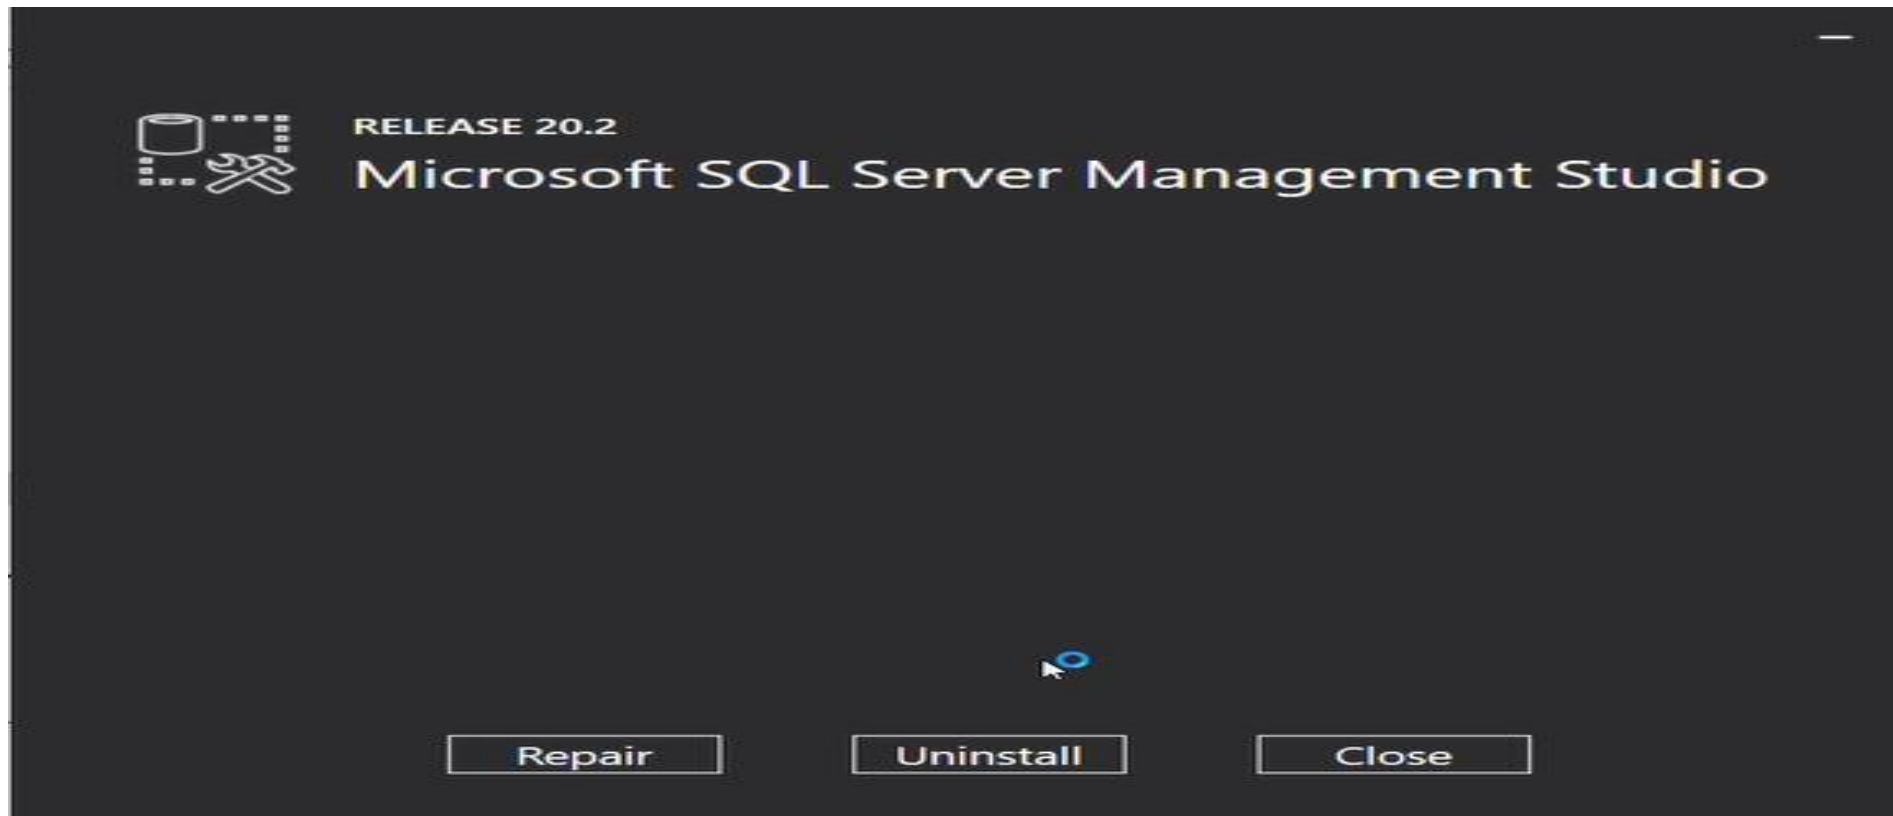 RELEASE 20.2
Microsoft SQL Server Management Studio
Repair
Uninstall
Close